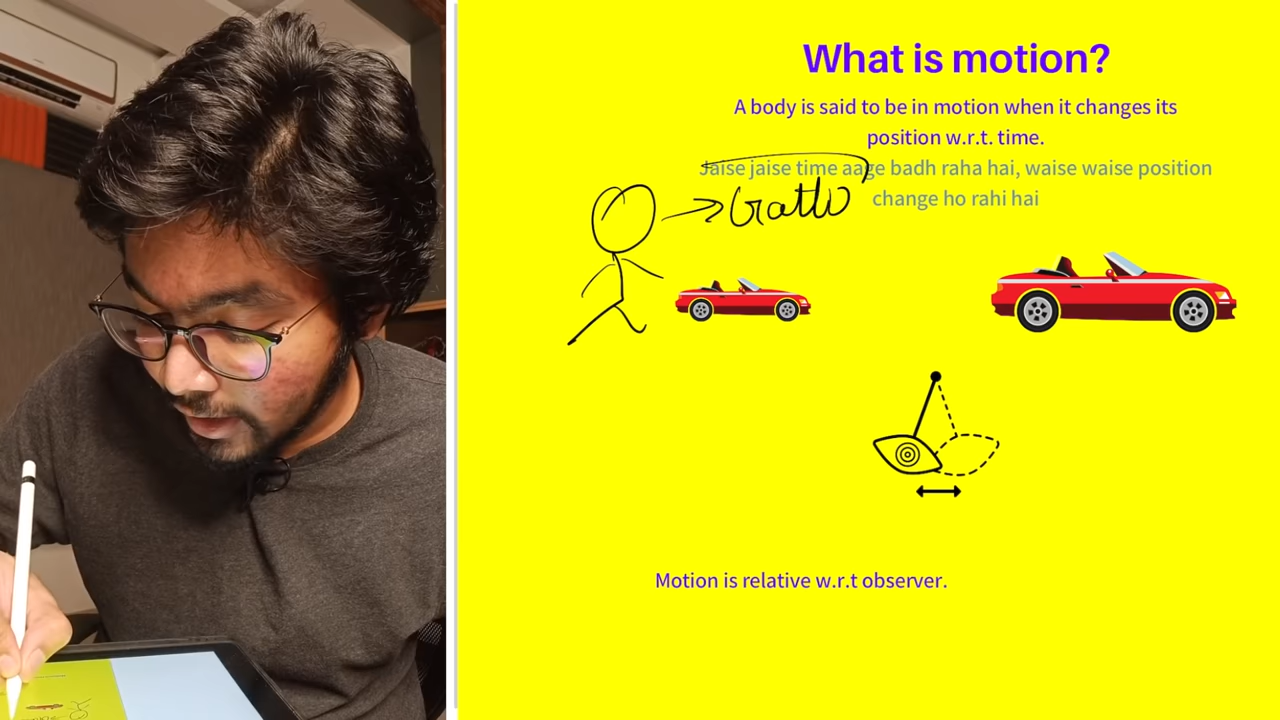 What is motion?
A body is said to be in motion when it changes its
position w.r.t. time.
Jaise jaise time aage badh raha hai, waise waise position
change ho rahi hai
Motion is relative w.r.t observer.